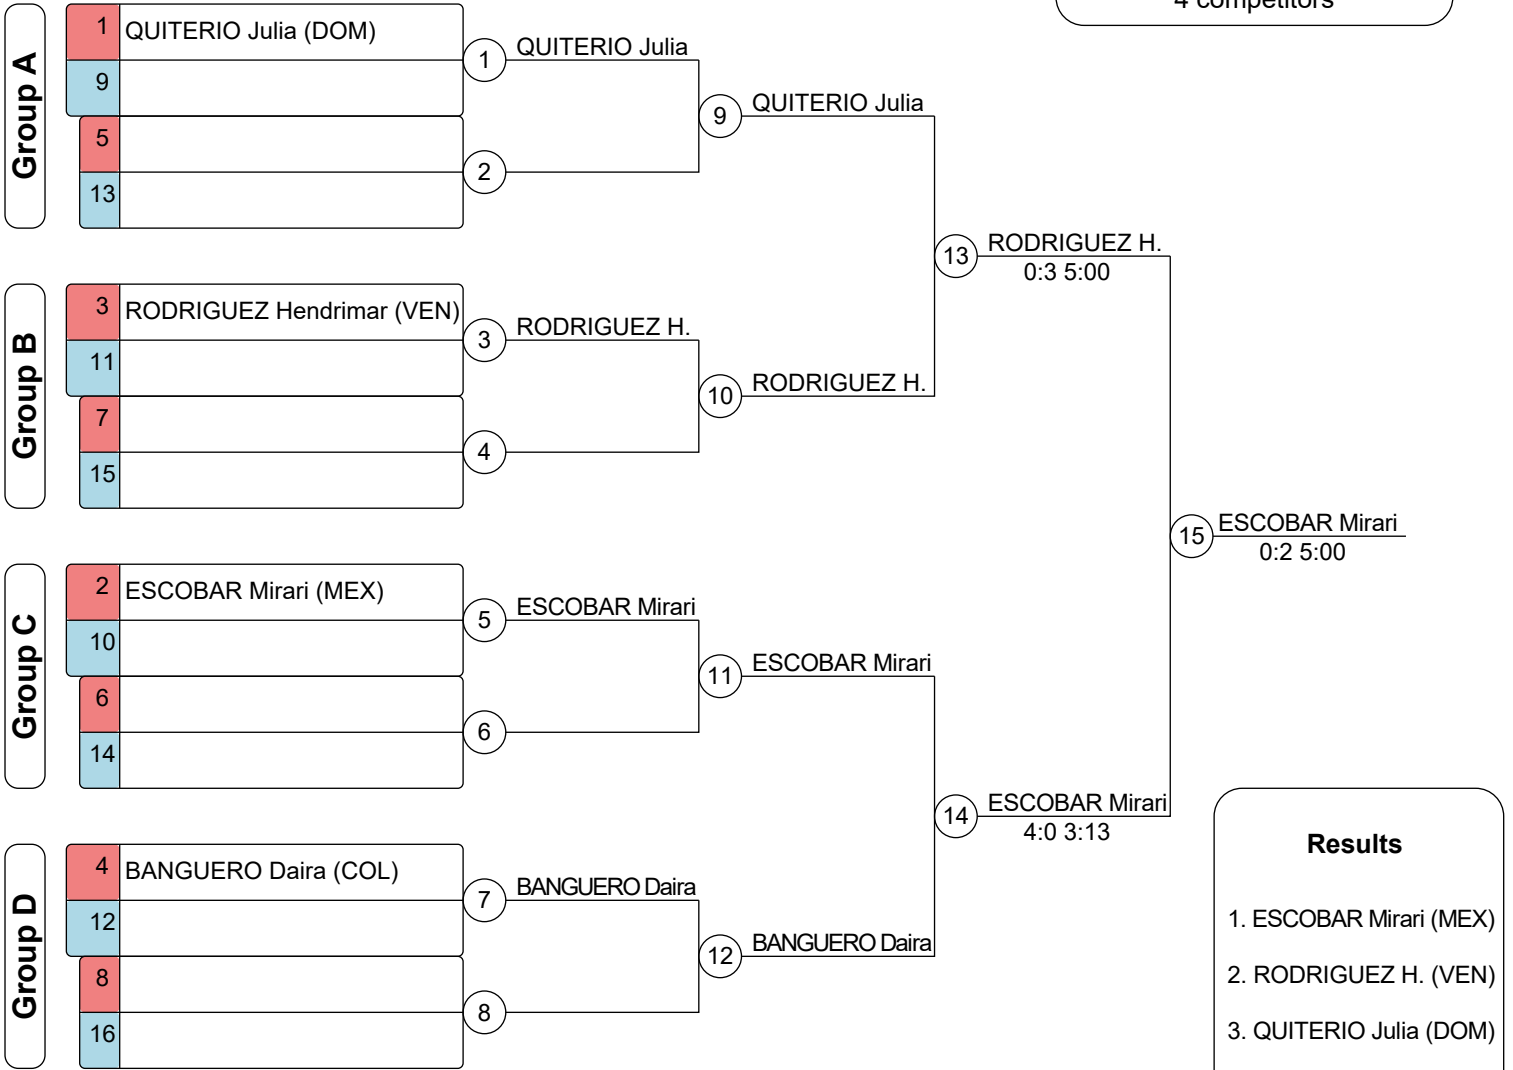 4 competitors
Group A
1 QUITERIO Julia (DOM)
9
5
13
1 QUITERIO Julia
2
9 QUITERIO Julia
Group B
3 RODRIGUEZ Hendrimar (VEN)
11
7
15
3 RODRIGUEZ H.
4
10 RODRIGUEZ H.
13 RODRIGUEZ H.
0:3 5:00
Group C
2 ESCOBAR Mirari (MEX)
10
6
14
5 ESCOBAR Mirari
6
11 ESCOBAR Mirari
Group D
4 BANGUERO Daira (COL)
12
8
16
7 BANGUERO Daira
8
12 BANGUERO Daira
14 ESCOBAR Mirari
4:0 3:13
15 ESCOBAR Mirari
0:2 5:00
Results
1. ESCOBAR Mirari (MEX)
2. RODRIGUEZ H. (VEN)
3. QUITERIO Julia (DOM)